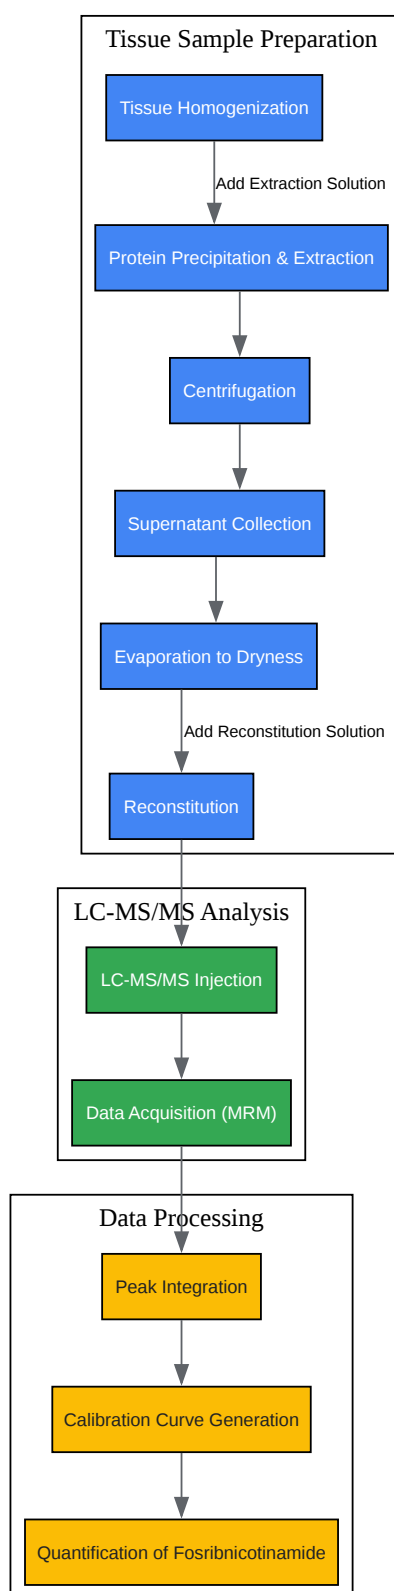 Tissue Sample Preparation
Tissue Homogenization
Add Extraction Solution
Protein Precipitation & Extraction
Centrifugation
Supernatant Collection
Evaporation to Dryness
Add Reconstitution Solution
Reconstitution
LC-MS/MS Analysis
LC-MS/MS Injection
Data Acquisition (MRM)
Data Processing
Peak Integration
Calibration Curve Generation
Quantification of Fosribnicotinamide